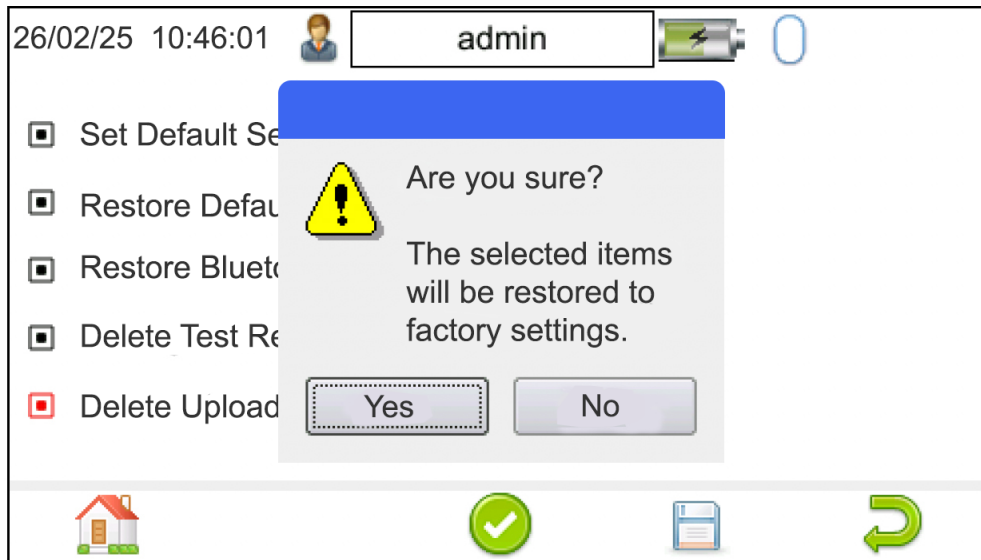 26/02/25 10:46:01 admin
Set Default Se
Restore Defau
Restore Blueto
Delete Test Re
Delete Upload
Are you sure?
The selected items
will be restored to
factory settings.
Yes No